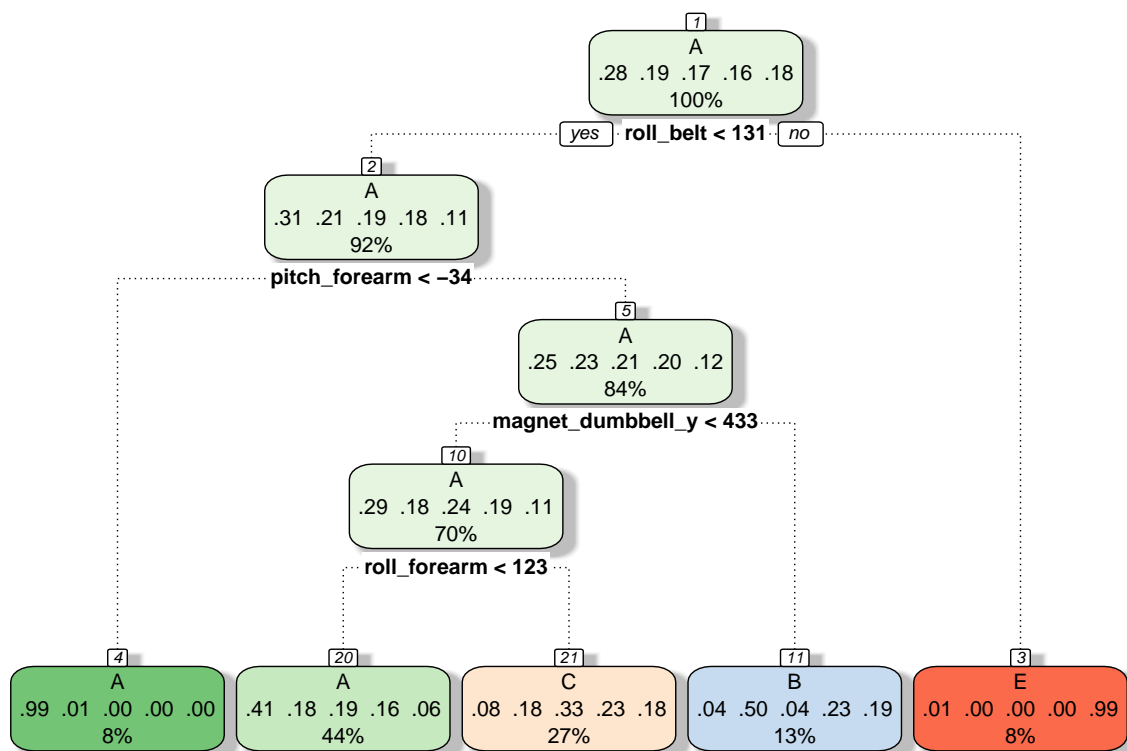 1
A
.28 .19 .17 .16 .18
100%
yes roll_belt < 131 no
2
A
.31 .21 .19 .18 .11
92%
pitch_forearm < −34
5
A
.25 .23 .21 .20 .12
84%
magnet_dumbbell_y < 433
10
A
.29 .18 .24 .19 .11
70%
roll_forearm < 123
4
A
.99 .01 .00 .00 .00
8%
20
A
.41 .18 .19 .16 .06
44%
21
C
.08 .18 .33 .23 .18
27%
11
B
.04 .50 .04 .23 .19
13%
3
E
.01 .00 .00 .00 .99
8%